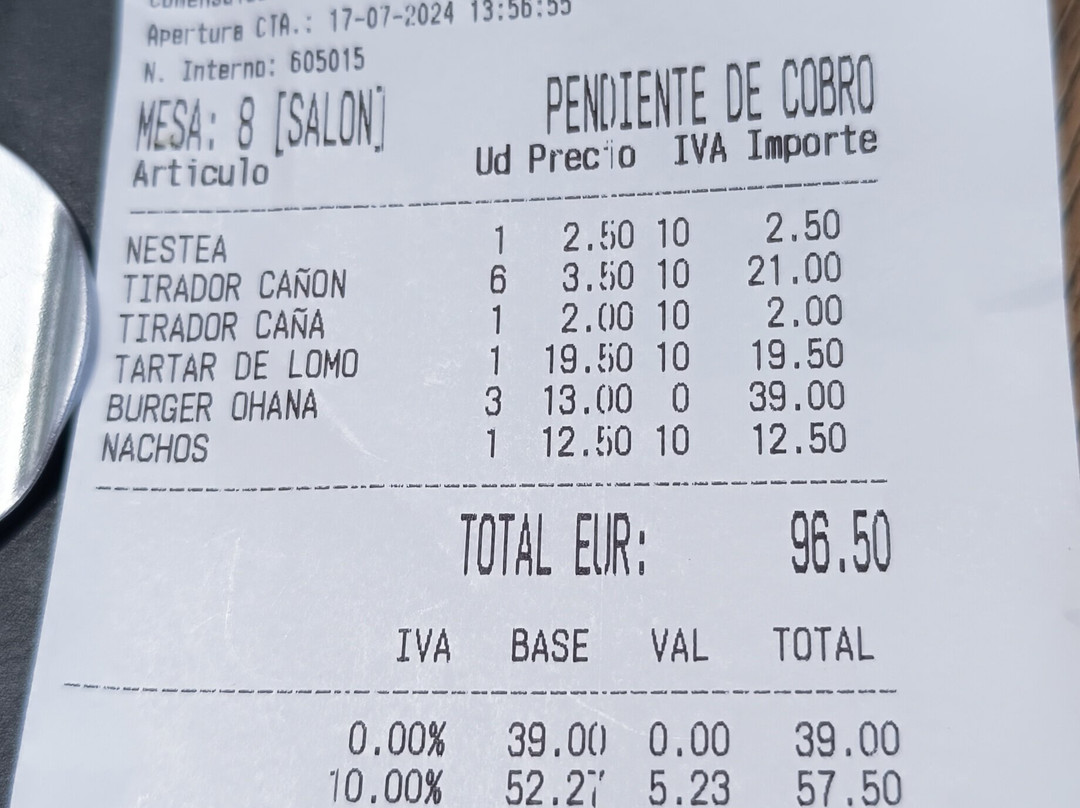 Apertura CTA.: 17-07-2024 13:56:55
N. Interno: 605015
MESA: 8 [SALON] PENDIENTE DE COBRO
Articulo Ud Precio IVA Importe
NESTEA 1 2.50 10 2.50
TIRADOR CAÑON 6 3.50 10 21.00
TIRADOR CAÑA 1 2.00 10 2.00
TARTAR DE LOMO 1 19.50 10 19.50
BURGER OHANA 3 13.00 0 39.00
NACHOS 1 12.50 10 12.50
TOTAL EUR: 96.50
IVA BASE VAL TOTAL
0.00% 39.00 0.00 39.00
10.00% 52.27 5.23 57.50